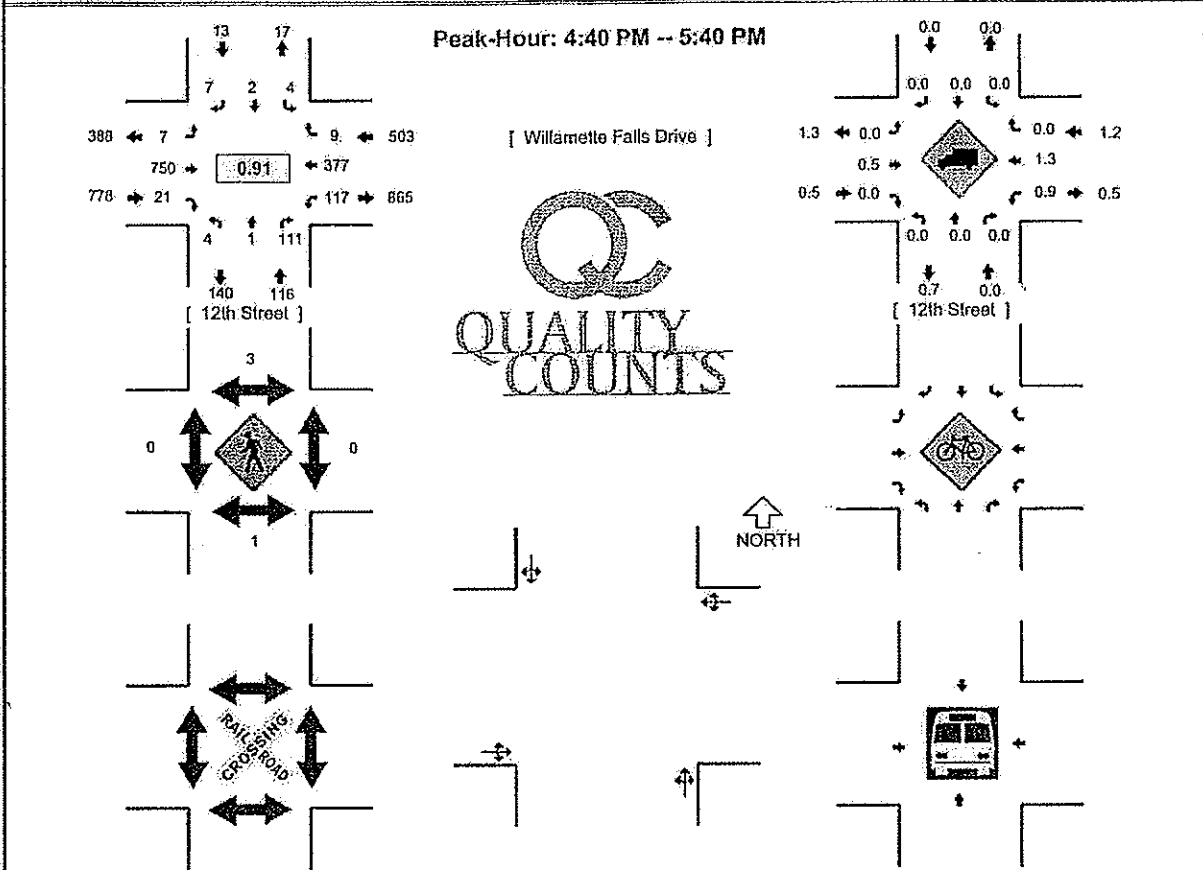 Peak-Hour: 4:40 PM -- 5:40 PM
13 17
7 2 4
388 7 9 503
750 0.91 377
778 21 117 865
4 1 111
140 116
[ 12th Street ]
[ Willamette Falls Drive ]
QC
QUALITY
COUNTS
0.0 0.0
0.0 0.0 0.0
1.3 0.0 0.0 1.2
0.5 1.3
0.5 0.0 0.9 0.5
0.0 0.0 0.0
0.7 0.0
[ 12th Street ]
3
0 0
1
NORTH
RAIL ROAD
CROSSING